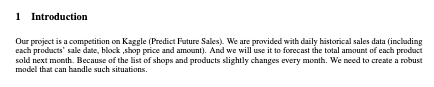 1 Introduction
Our project is a competition on Kaggle (Predict Future Sales). We are provided with daily historical sales data (including
each products' sale date, block ,shop price and amount). And we will use it to forecast the total amount of each product
sold next month. Because of the list of shops and products slightly changes every month. We need to create a robust
model that can handle such situations.